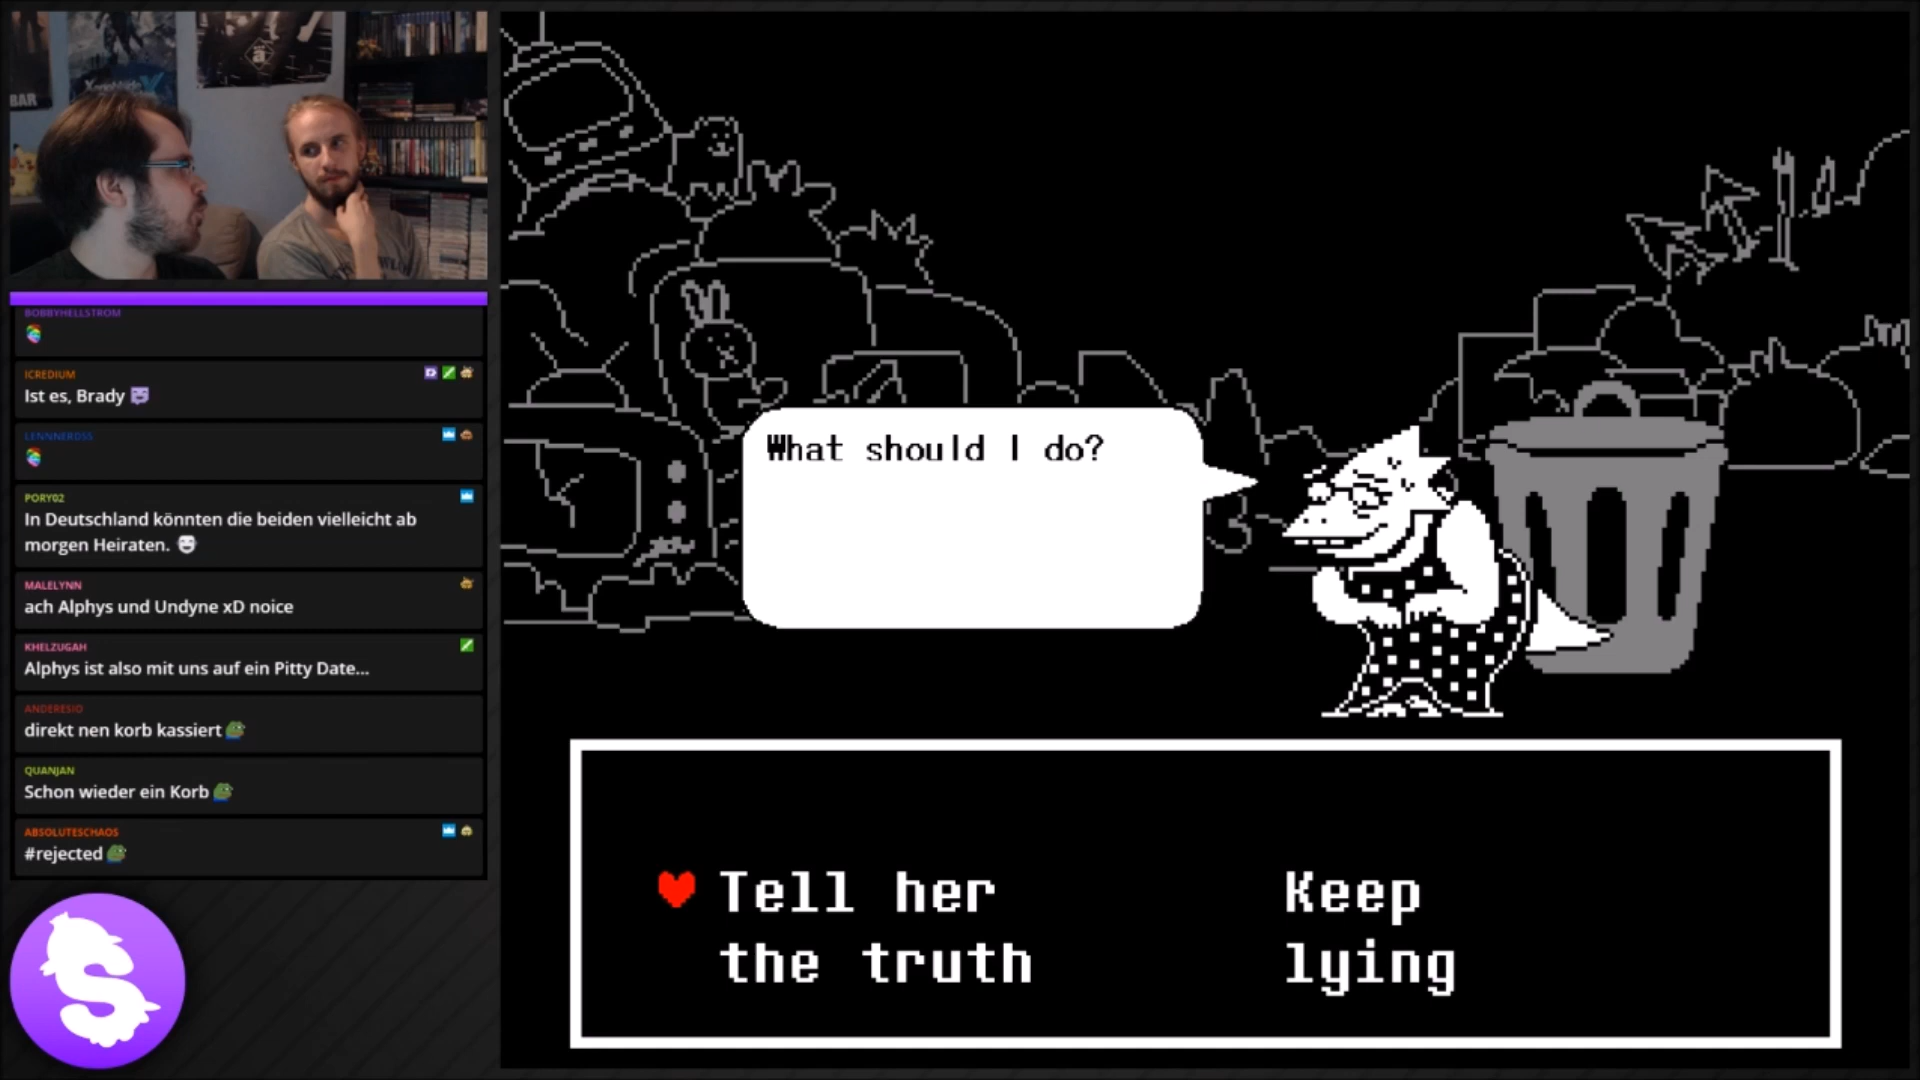 BAR
BOBBYHELLSTROM
ICREDIUM
Ist es, Brady
LENNNERDSS
PORY02
In Deutschland könnten die beiden vielleicht ab
morgen Heiraten.
MALELYNN
ach Alphys und Undyne xD noice
KHELZUGAH
Alphys ist also mit uns auf ein Pitty Date...
ANDERESIO
direkt nen korb kassiert
QUANJAN
Schon wieder ein Korb
ABSOLUTESCHAOS
#rejected
S
What should I do?
Tell her
the truth
Keep
lying